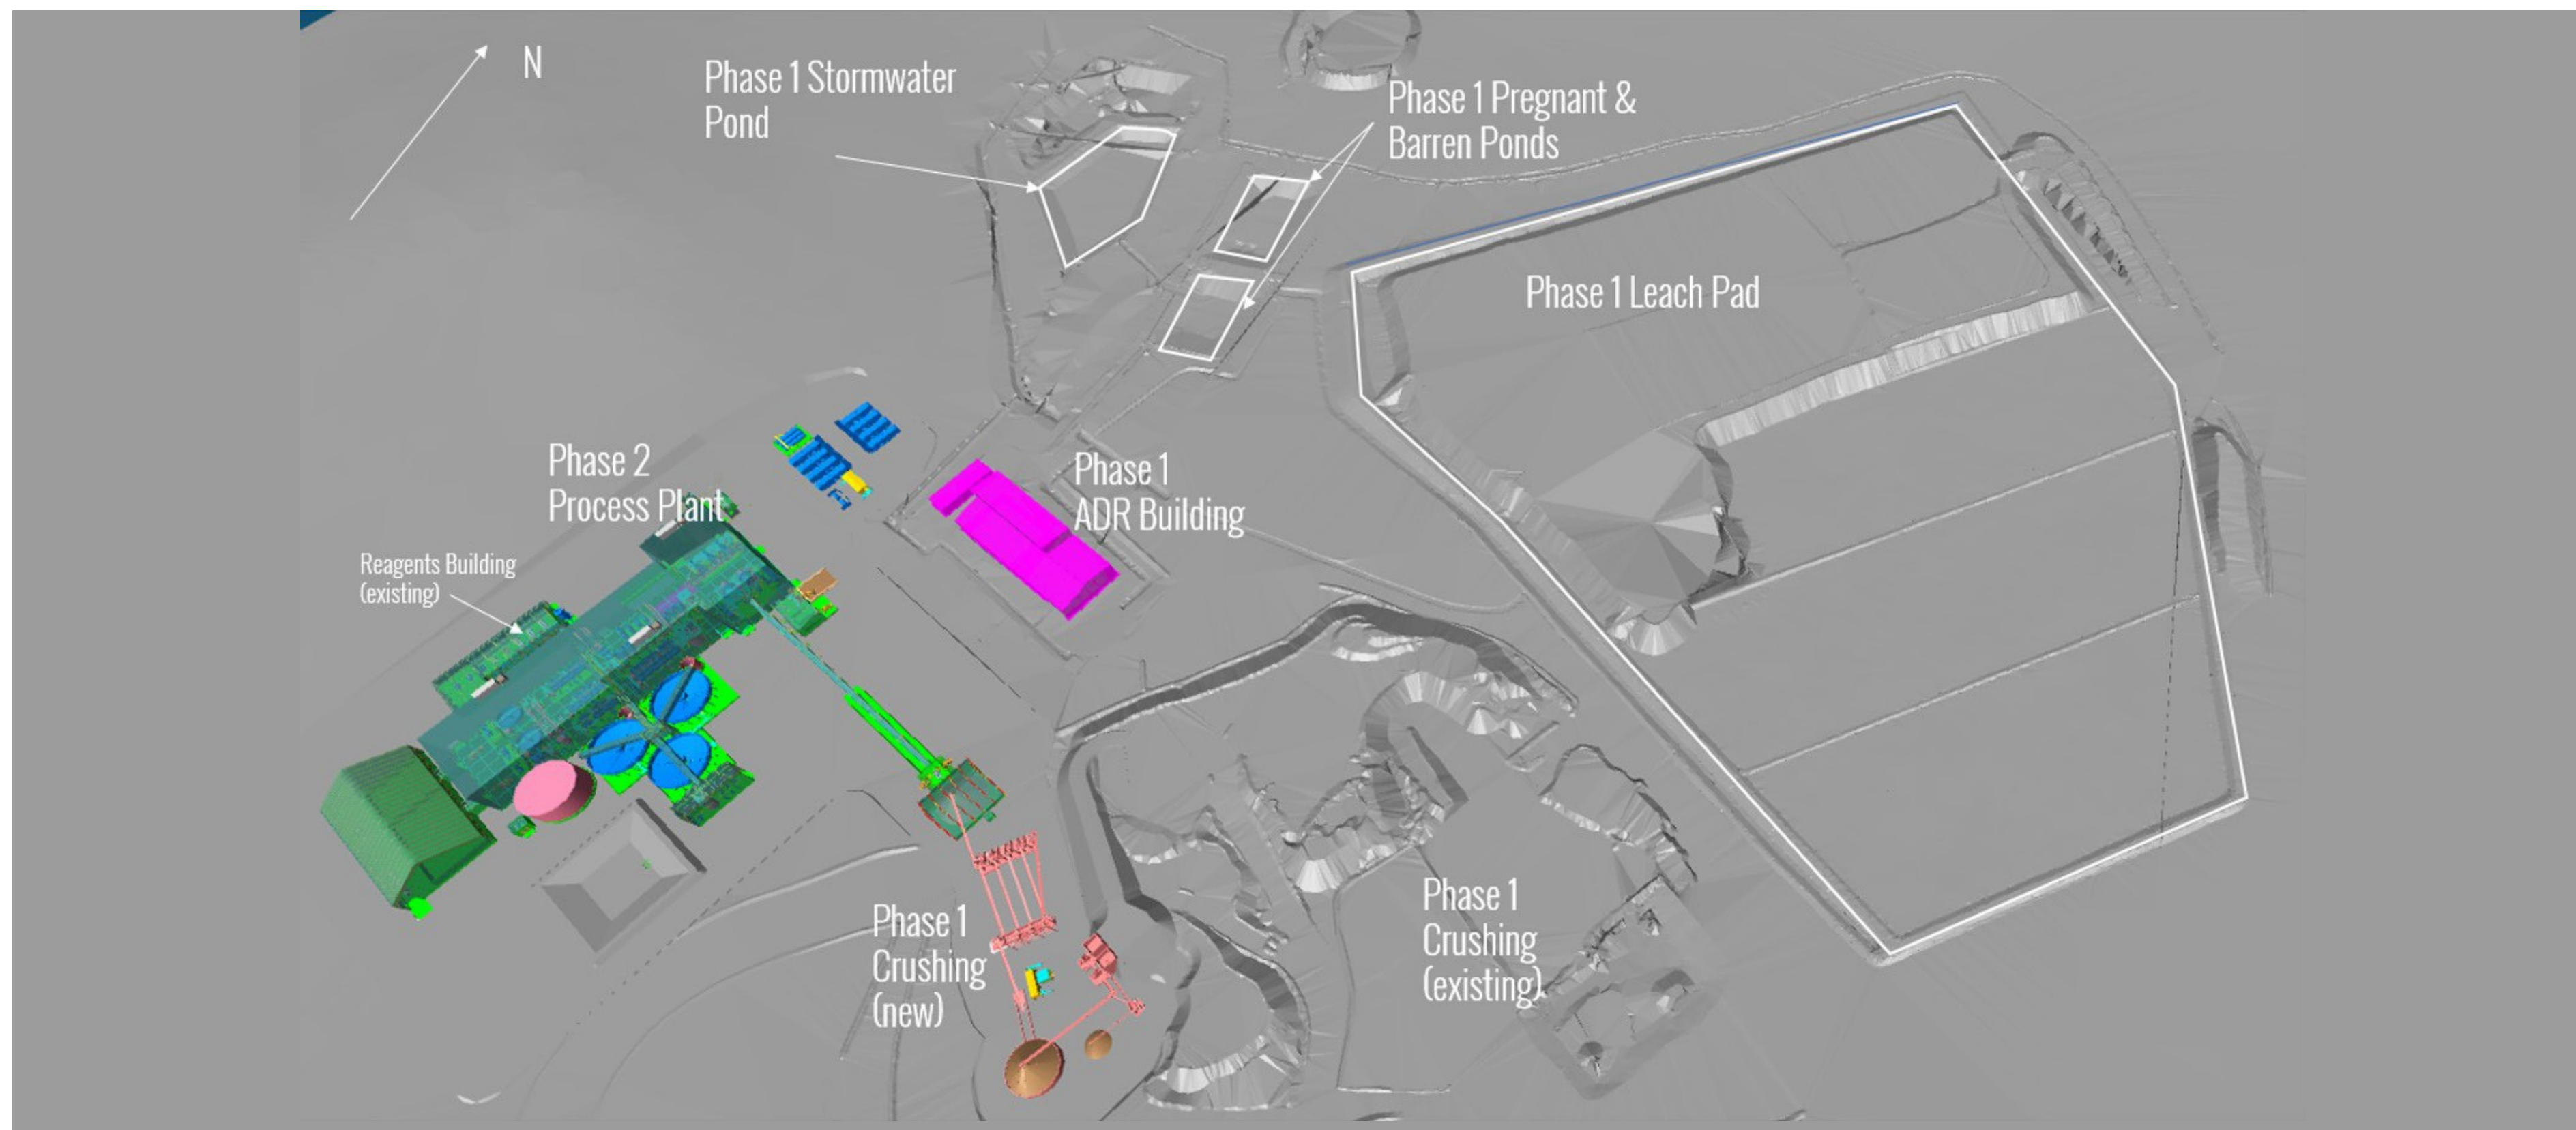 N
Phase 1 Stormwater
Pond
Phase 1 Pregnant &
Barren Ponds
Phase 1 Leach Pad
Phase 2
Process Plant
Phase 1
ADR Building
Reagents Building
(existing)
Phase 1
Crushing
(new)
Phase 1
Crushing
(existing)